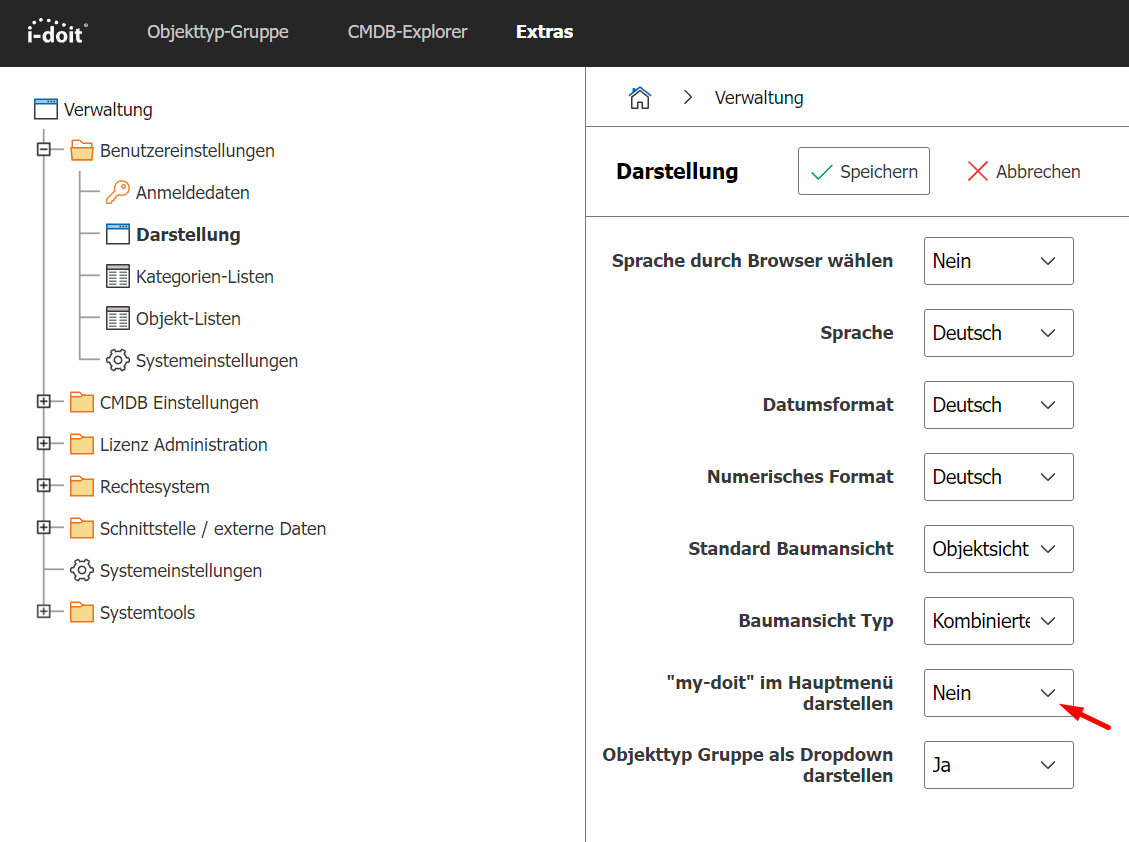 i-doit® Objekttyp-Gruppe CMDB-Explorer Extras
Verwaltung
Benutzereinstellungen
Anmeldedaten
Darstellung
Kategorien-Listen
Objekt-Listen
Systemeinstellungen
CMDB Einstellungen
Lizenz Administration
Rechtesystem
Schnittstelle / externe Daten
Systemeinstellungen
Systemtools
Verwaltung
Darstellung Speichern Abbrechen
Sprache durch Browser wählen Nein
Sprache Deutsch
Datumsformat Deutsch
Numerisches Format Deutsch
Standard Baumansicht Objektsicht
Baumansicht Typ Kombinierte
"my-doit" im Hauptmenü
darstellen Nein
Objekttyp Gruppe als Dropdown
darstellen Ja